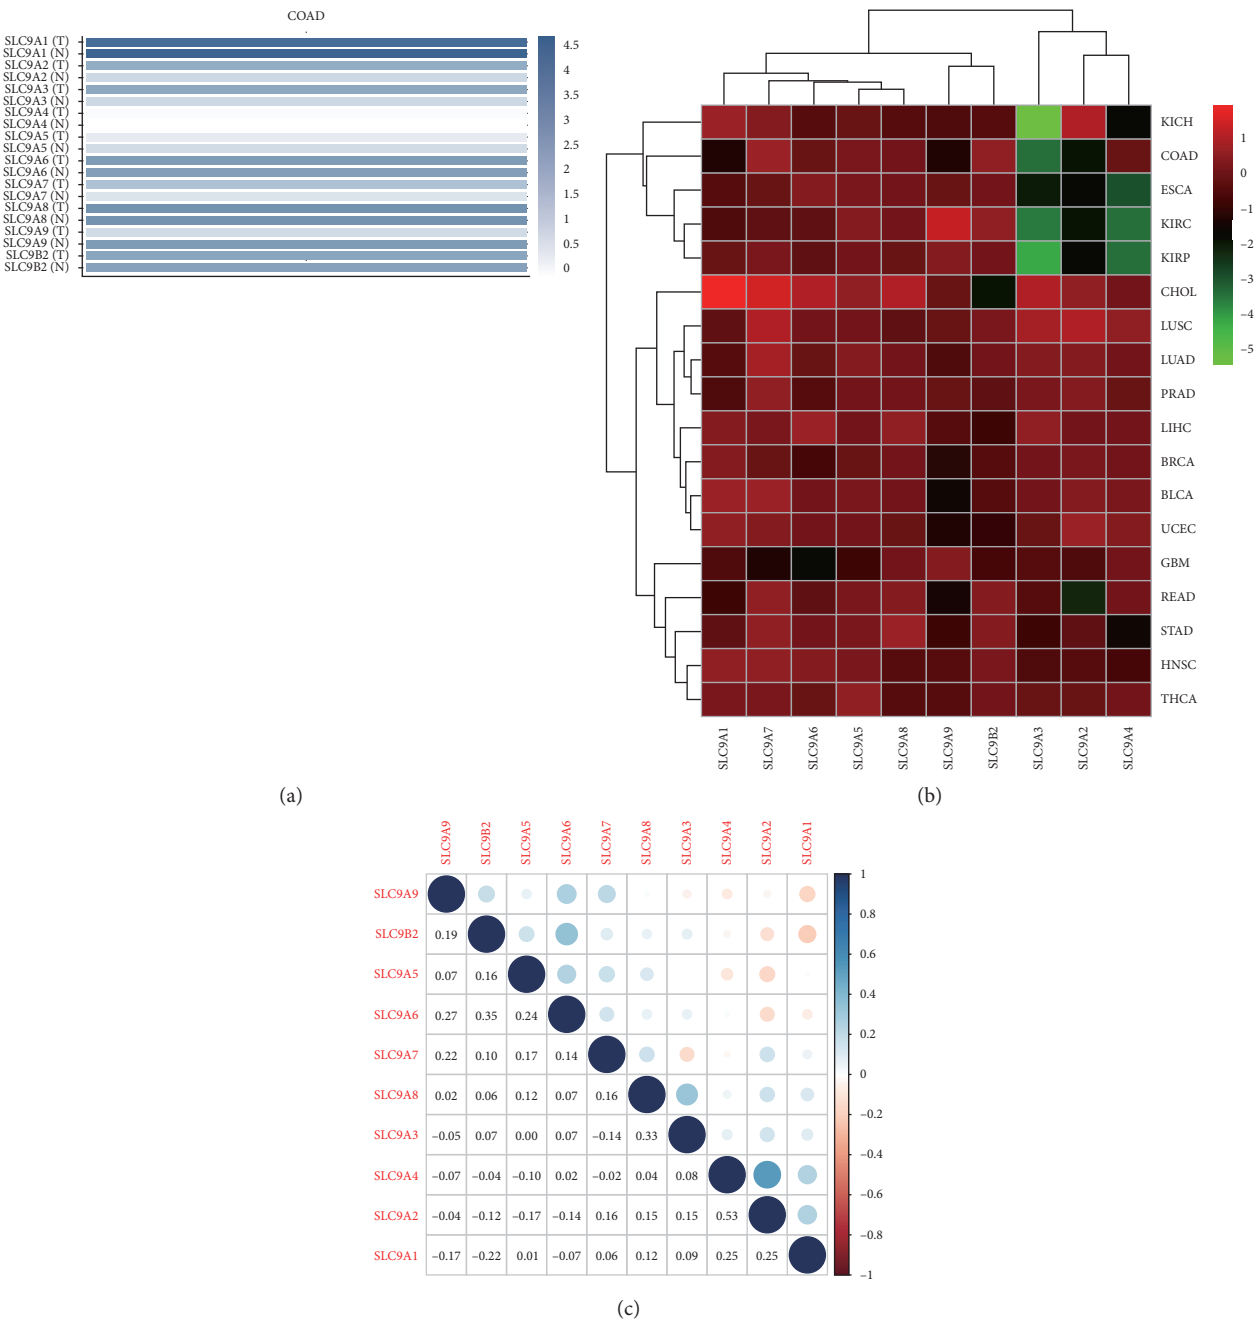 COAD
SLC9A1 (T)
SLC9A1 (N)
SLC9A2 (T)
SLC9A2 (N)
SLC9A3 (T)
SLC9A3 (N)
SLC9A4 (T)
SLC9A4 (N)
SLC9A5 (T)
SLC9A5 (N)
SLC9A6 (T)
SLC9A6 (N)
SLC9A7 (T)
SLC9A7 (N)
SLC9A8 (T)
SLC9A8 (N)
SLC9A9 (T)
SLC9A9 (N)
SLC9B2 (T)
SLC9B2 (N)
4.5
4
3.5
3
2.5
2
1.5
1
0.5
0
(a)
KICH
COAD
ESCA
KIRC
KIRP
CHOL
LUSC
LUAD
PRAD
LIHC
BRCA
BLCA
UCEC
GBM
READ
STAD
HNSC
THCA
SLC9A1 SLC9A7 SLC9A6 SLC9A5 SLC9A8 SLC9A9 SLC9B2 SLC9A3 SLC9A2 SLC9A4
1
0
−1
−2
−3
−4
−5
(b)
SLC9A9 SLC9B2 SLC9A5 SLC9A6 SLC9A7 SLC9A8 SLC9A3 SLC9A4 SLC9A2 SLC9A1
SLC9A9
SLC9B2 0.19
SLC9A5 0.07 0.16
SLC9A6 0.27 0.35 0.24
SLC9A7 0.22 0.10 0.17 0.14
SLC9A8 0.02 0.06 0.12 0.07 0.16
SLC9A3 −0.05 0.07 0.00 0.07 −0.14 0.33
SLC9A4 −0.07 −0.04 −0.10 0.02 −0.02 0.04 0.08
SLC9A2 −0.04 −0.12 −0.17 −0.14 0.16 0.15 0.15 0.53
SLC9A1 −0.17 −0.22 0.01 −0.07 0.06 0.12 0.09 0.25 0.25
1
0.8
0.6
0.4
0.2
0
−0.2
−0.4
−0.6
−0.8
−1
(c)